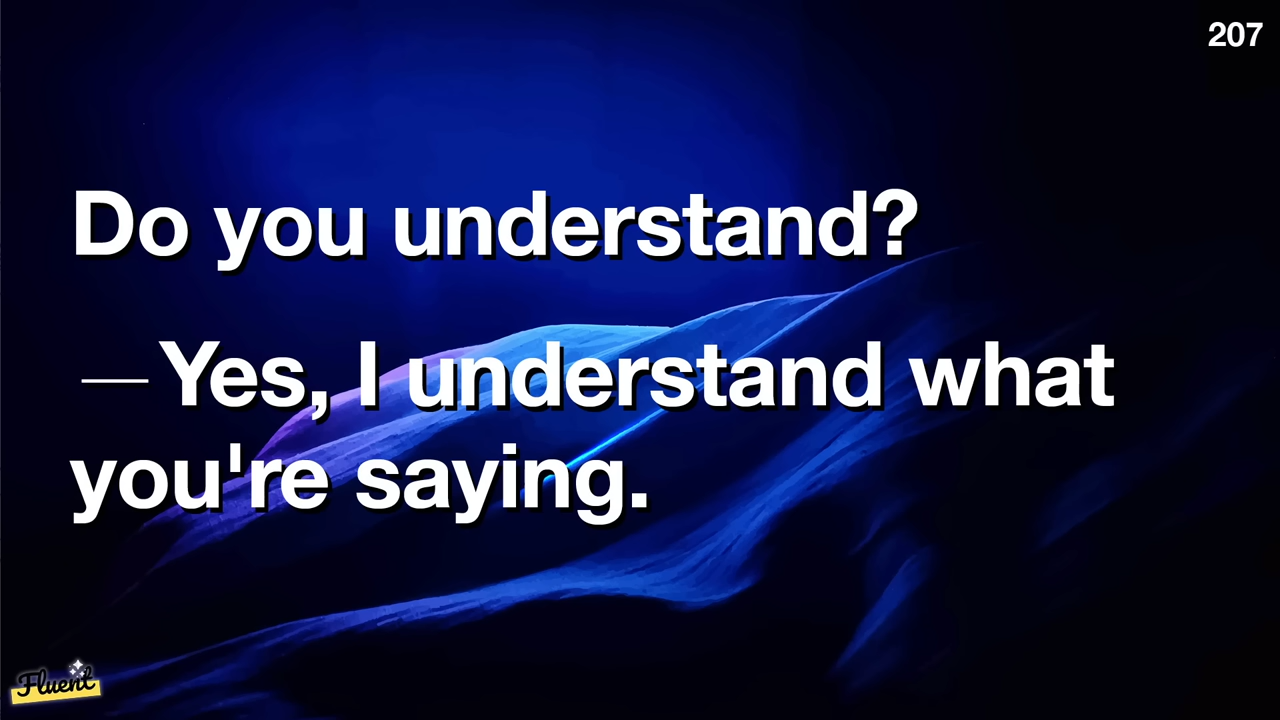 207
Do you understand?
— Yes, I understand what
you're saying.
Fluent